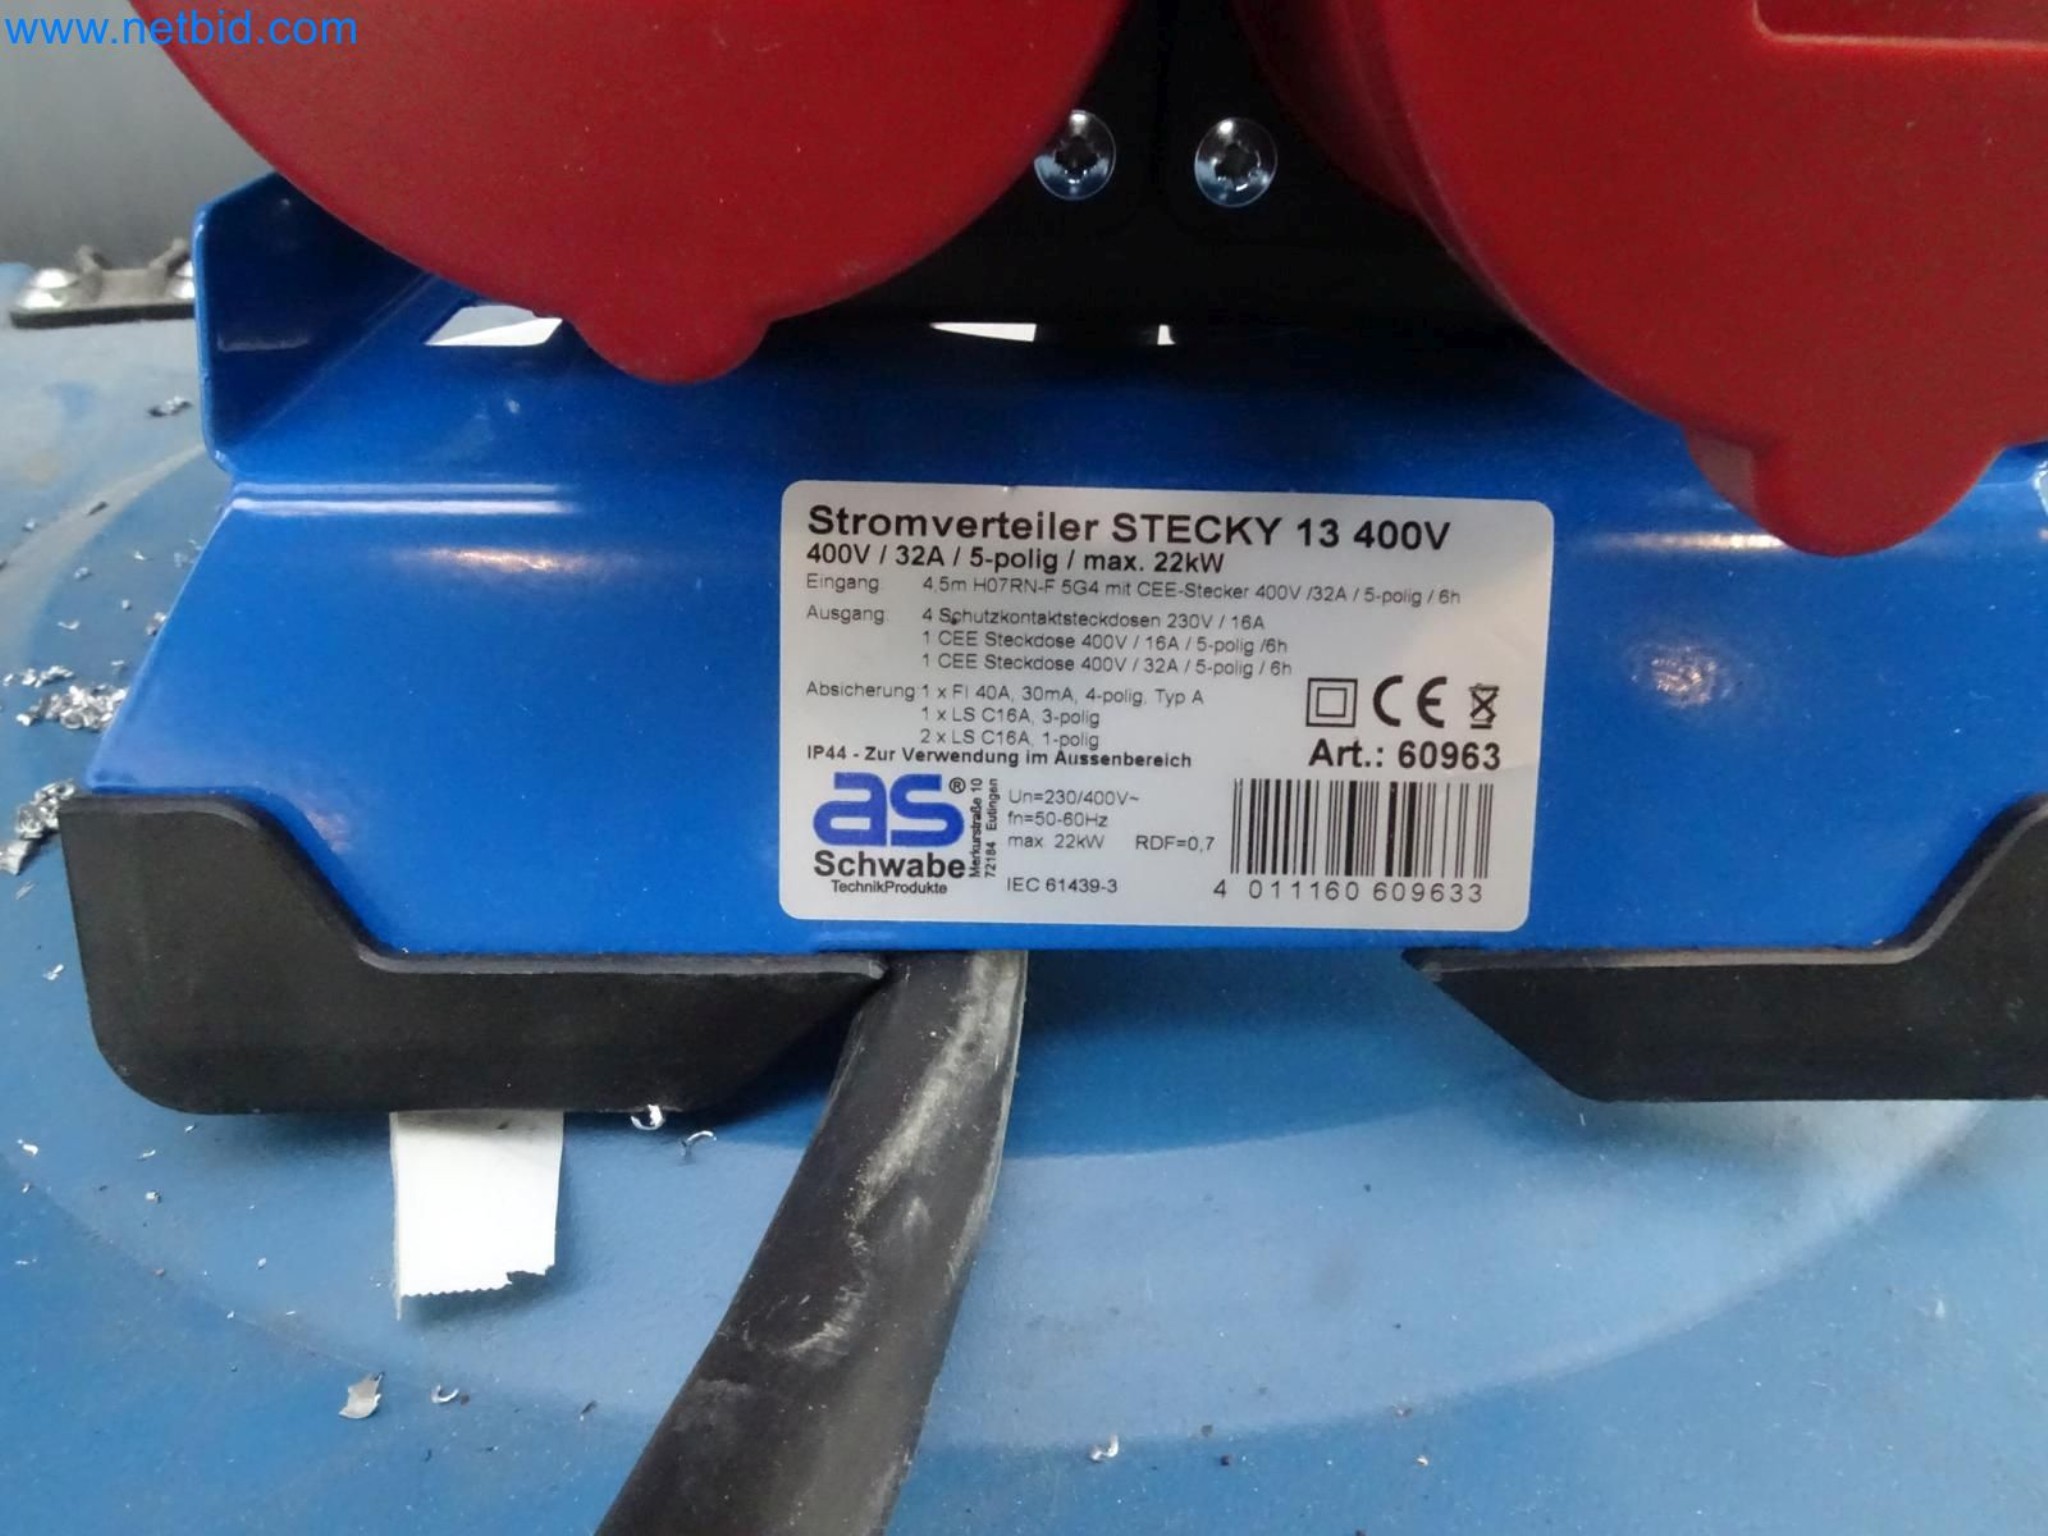 www.netbid.com
Stromverteiler STECKY 13 400V
400V / 32A / 5-polig / max. 22kW
Eingang: 4,5m H07RN-F 5G4 mit CEE-Stecker 400V /32A / 5-polig / 6h
Ausgang: 4 Schutzkontaktsteckdosen 230V / 16A
1 CEE Steckdose 400V / 16A / 5-polig /6h
1 CEE Steckdose 400V / 32A / 5-polig / 6h
Absicherung: 1 x FI 40A, 30mA, 4-polig, Typ A
1 x LS C16A, 3-polig
2 x LS C16A, 1-polig
IP44 - Zur Verwendung im Aussenbereich
CE
Art.: 60963
as®
Schwabe
TechnikProdukte
Merkurstraße 10
72184 Eutingen
Un=230/400V~
fn=50-60Hz
max. 22kW RDF=0,7
IEC 61439-3
4 011160 609633